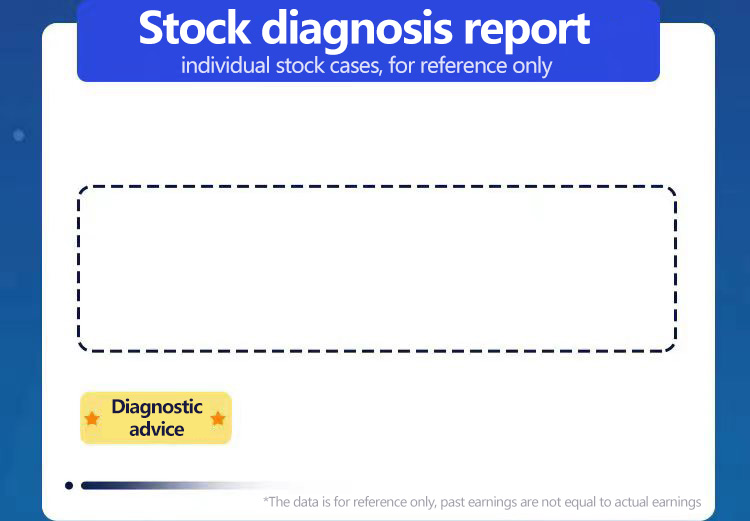 Stock diagnosis report
individual stock cases, for reference only
Diagnostic
advice
*The data is for reference only, past earnings are not equal to actual earnings